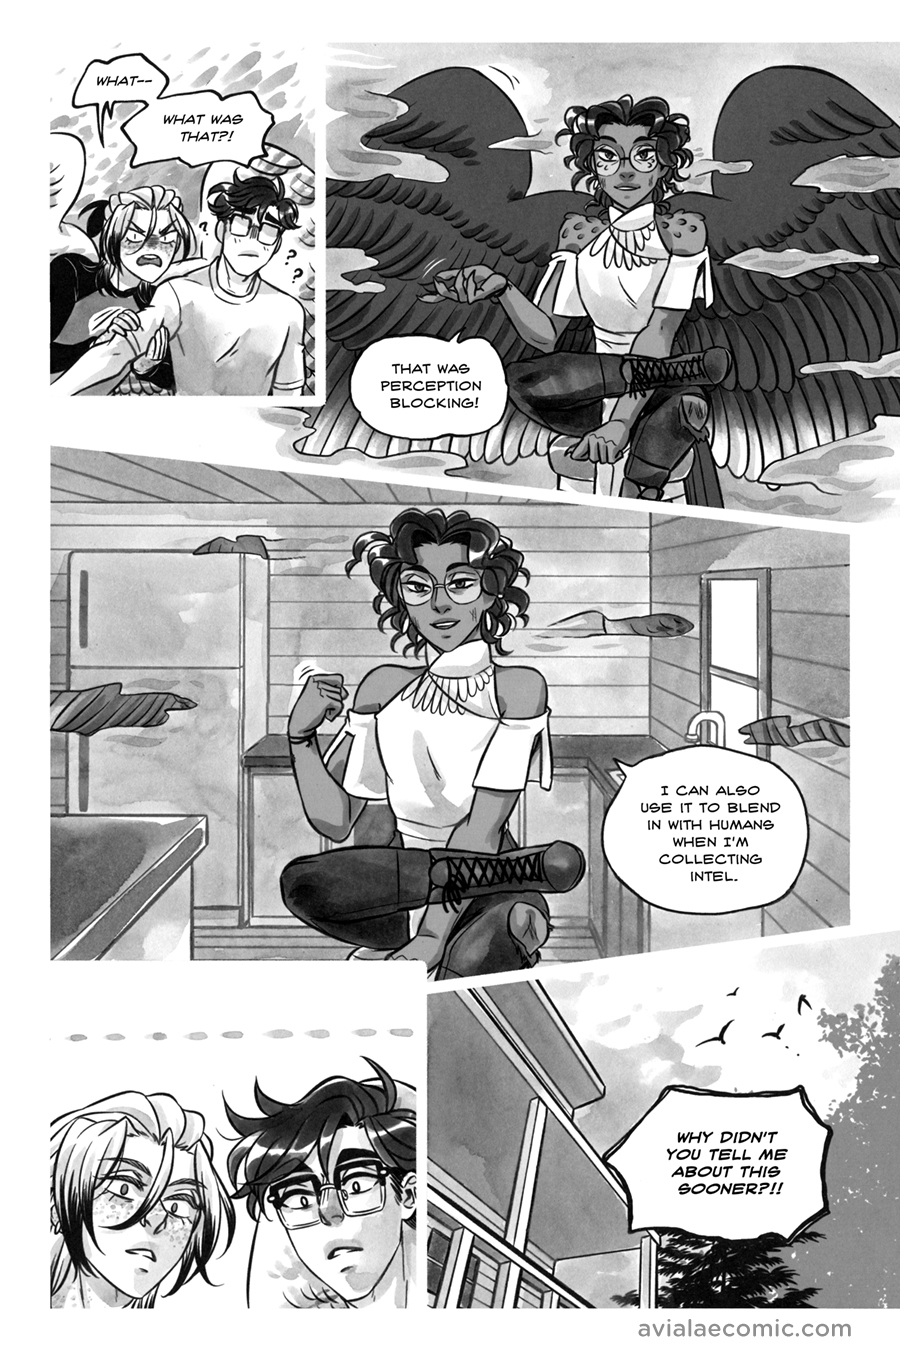 WHAT--
WHAT WAS
THAT?!
THAT WAS
PERCEPTION
BLOCKING!
I CAN ALSO
USE IT TO BLEND
IN WITH HUMANS
WHEN I'M
COLLECTING
INTEL.
WHY DIDN'T
YOU TELL ME
ABOUT THIS
SOONER?!!
avialaecomic.com